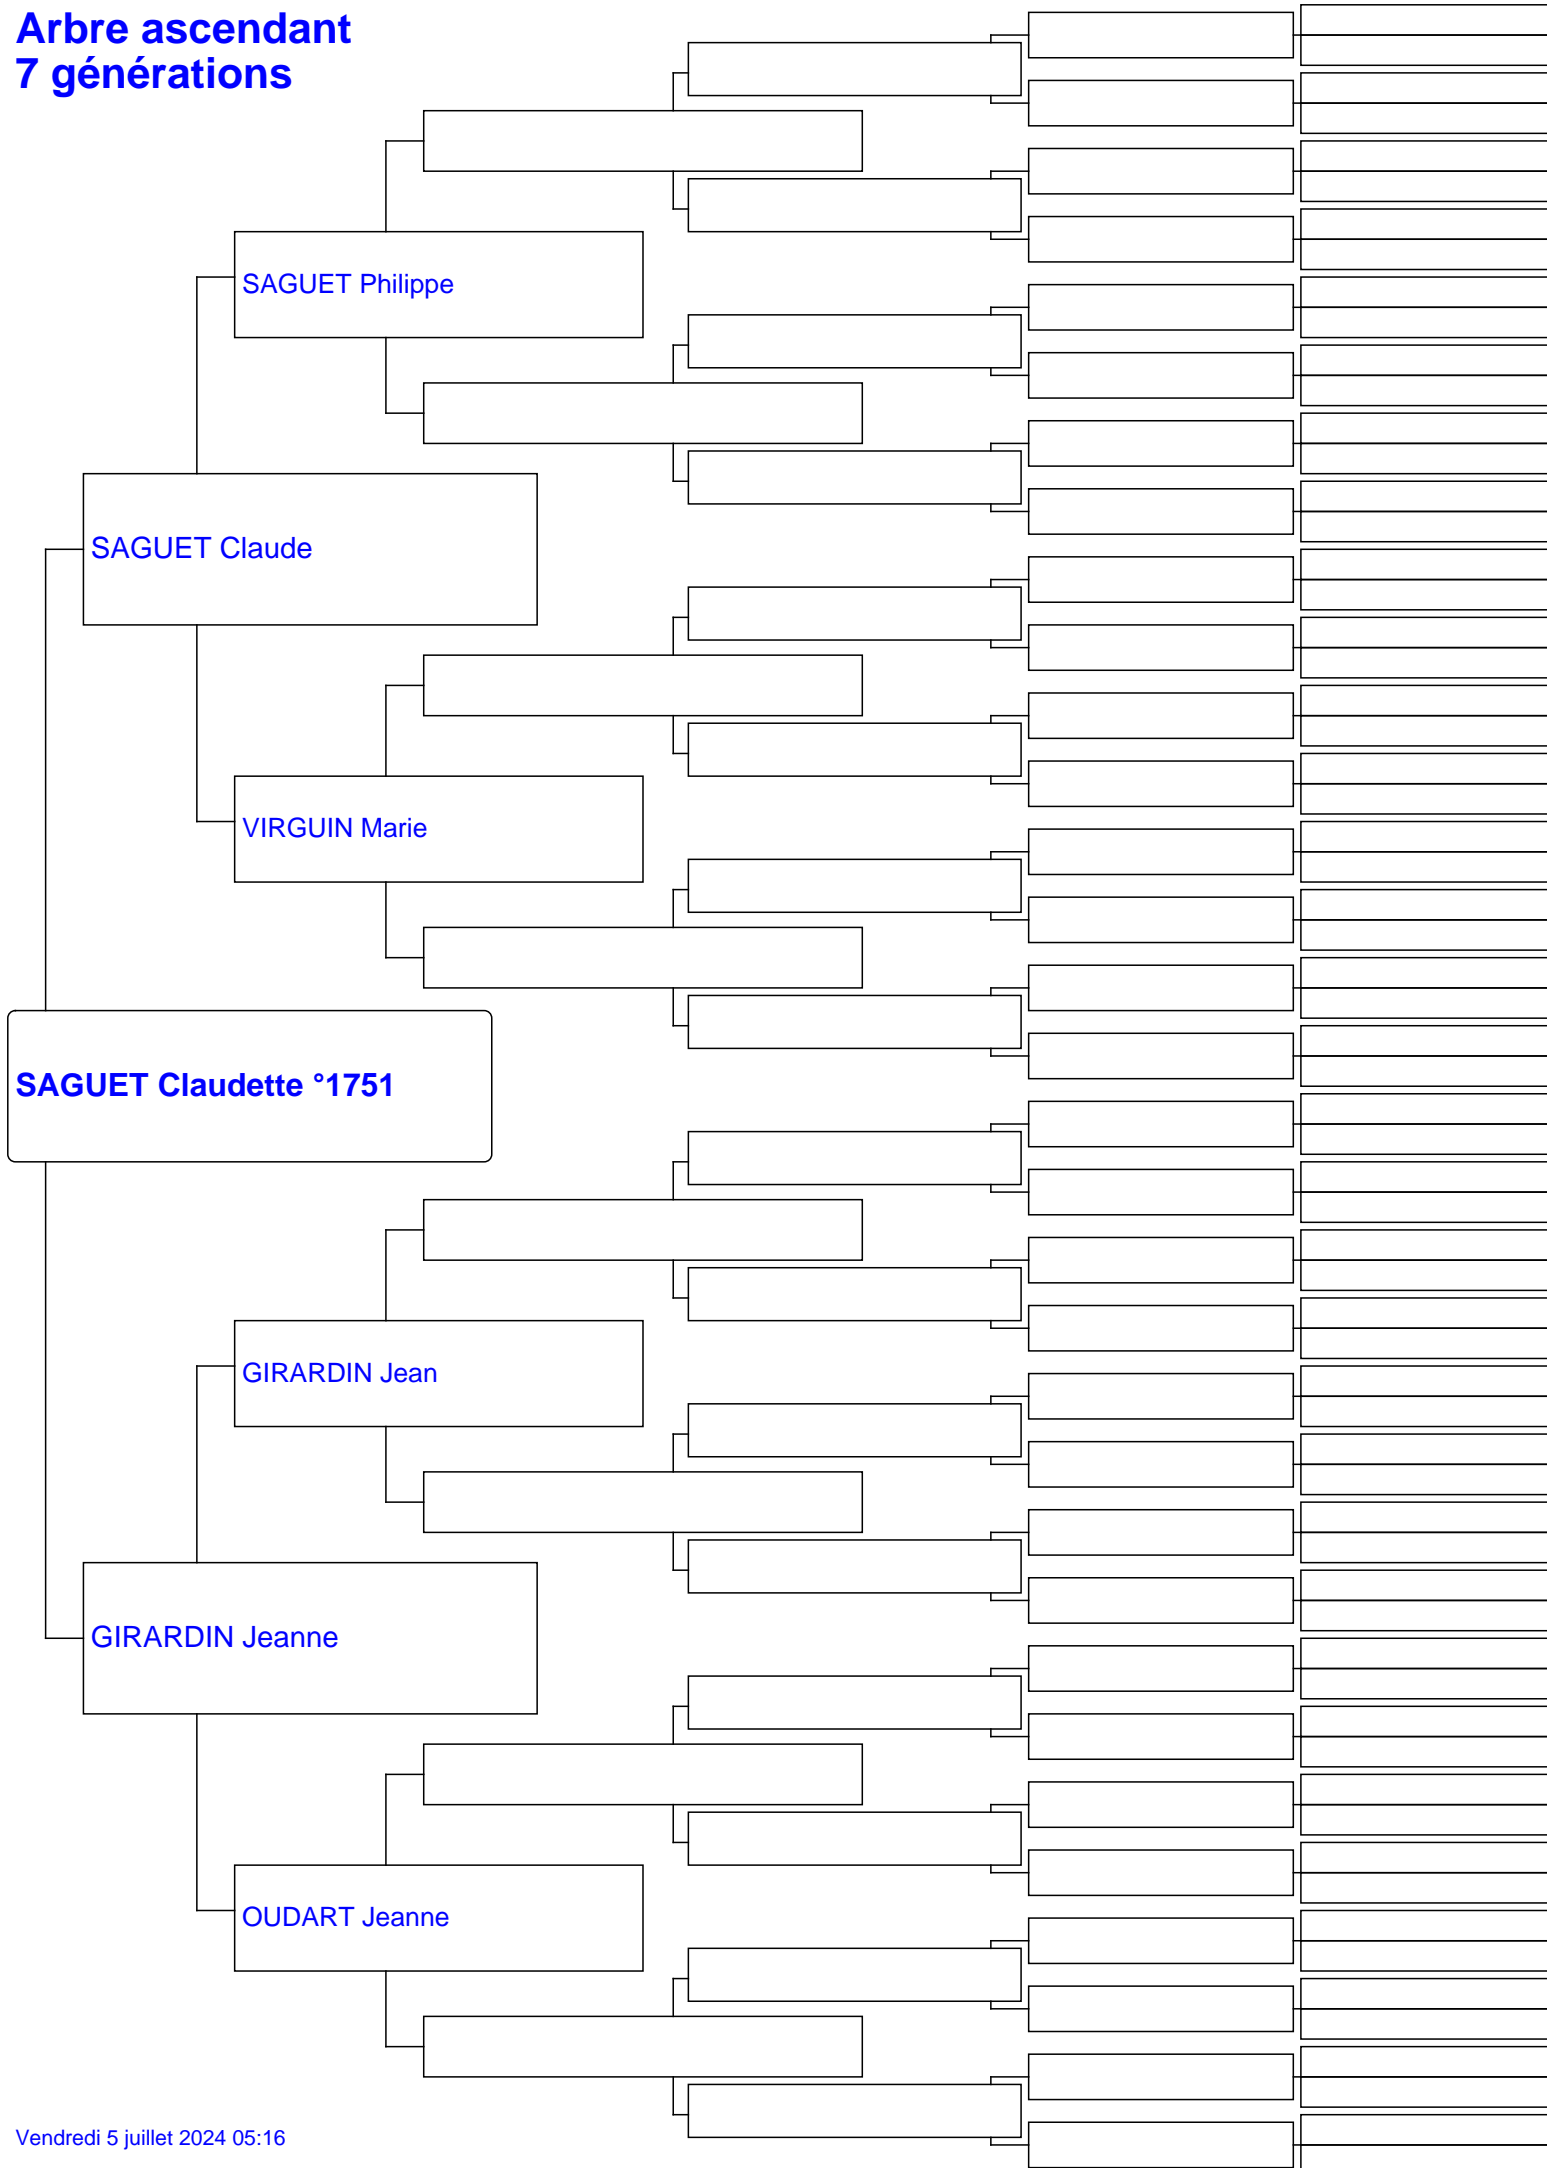 Arbre ascendant
7 générations
SAGUET Philippe
SAGUET Claude
VIRGUIN Marie
SAGUET Claudette °1751
GIRARDIN Jean
GIRARDIN Jeanne
OUDART Jeanne
Vendredi 5 juillet 2024 05:16